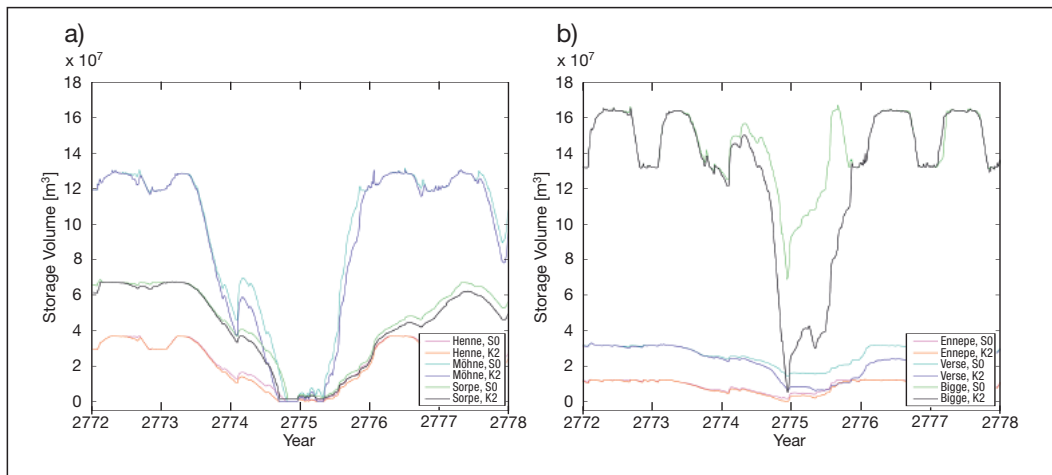 a)
x 10⁷
18
16
14
12
10
8
6
4
2
0
Storage Volume [m³]
2772
2773
2774
2775
2776
2777
2778
Year
Henne, S0
Henne, K2
Möhne, S0
Möhne, K2
Sorpe, S0
Sorpe, K2
b)
x 10⁷
18
16
14
12
10
8
6
4
2
0
Storage Volume [m³]
2772
2773
2774
2775
2776
2777
2778
Year
Ennepe, S0
Ennepe, K2
Verse, S0
Verse, K2
Bigge, S0
Bigge, K2